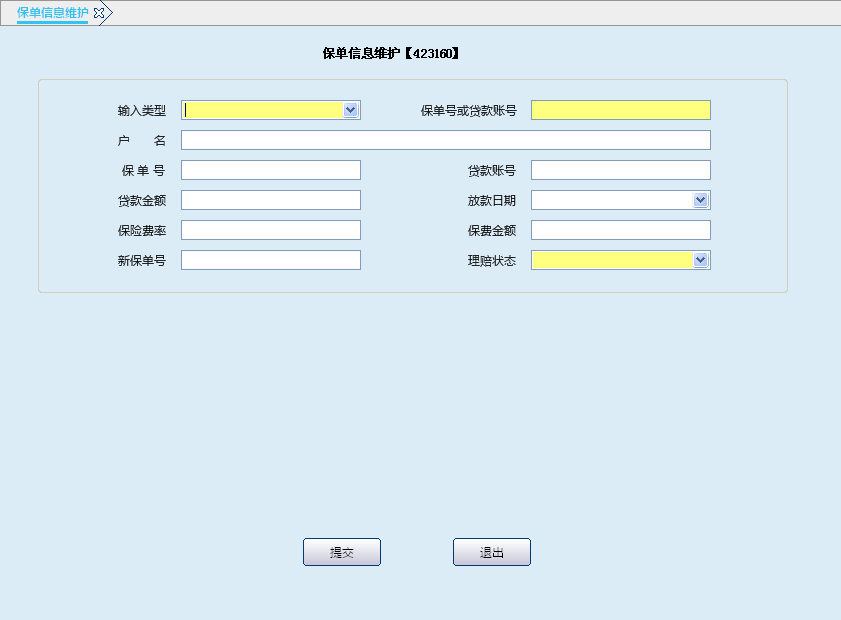 保单信息维护
保单信息维护【423160】
输入类型 保单号或贷款账号
户 名
保 单 号 贷款账号
贷款金额 放款日期
保险费率 保费金额
新保单号 理赔状态
提交 退出